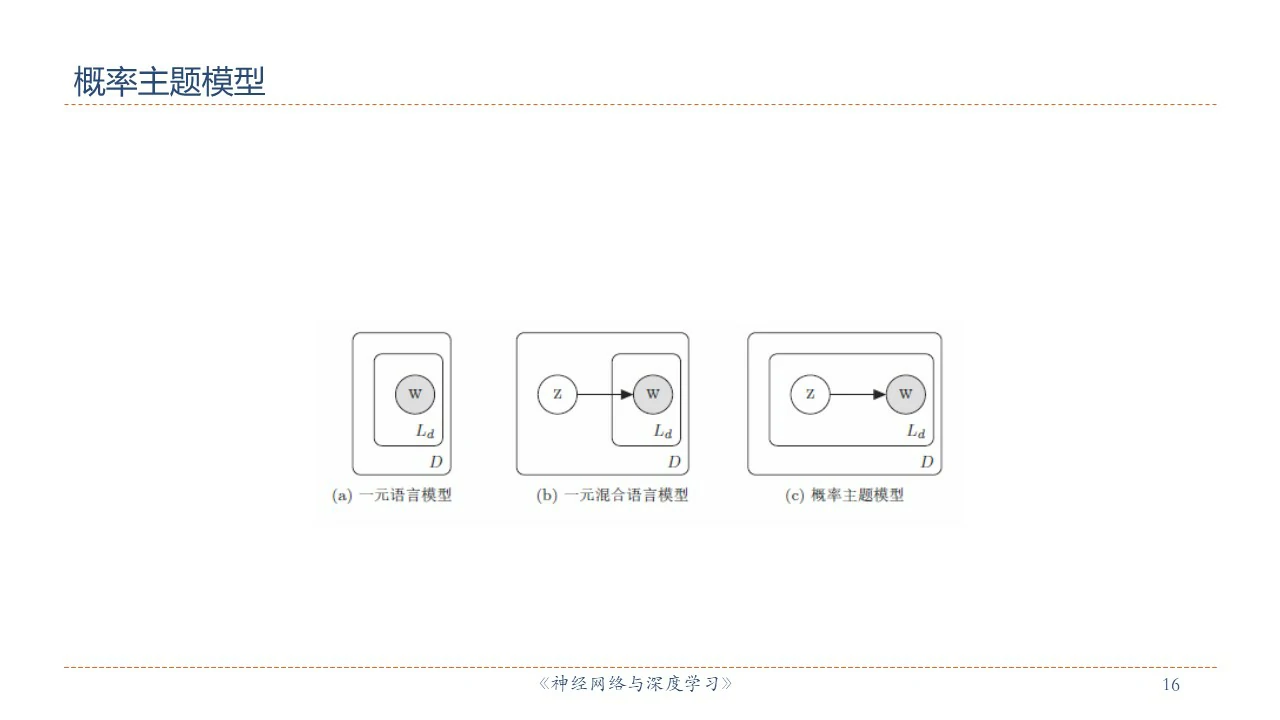 概率主题模型
w
L_d
D
(a) 一元语言模型
z
w
L_d
D
(b) 一元混合语言模型
z
w
L_d
D
(c) 概率主题模型
《神经网络与深度学习》
16